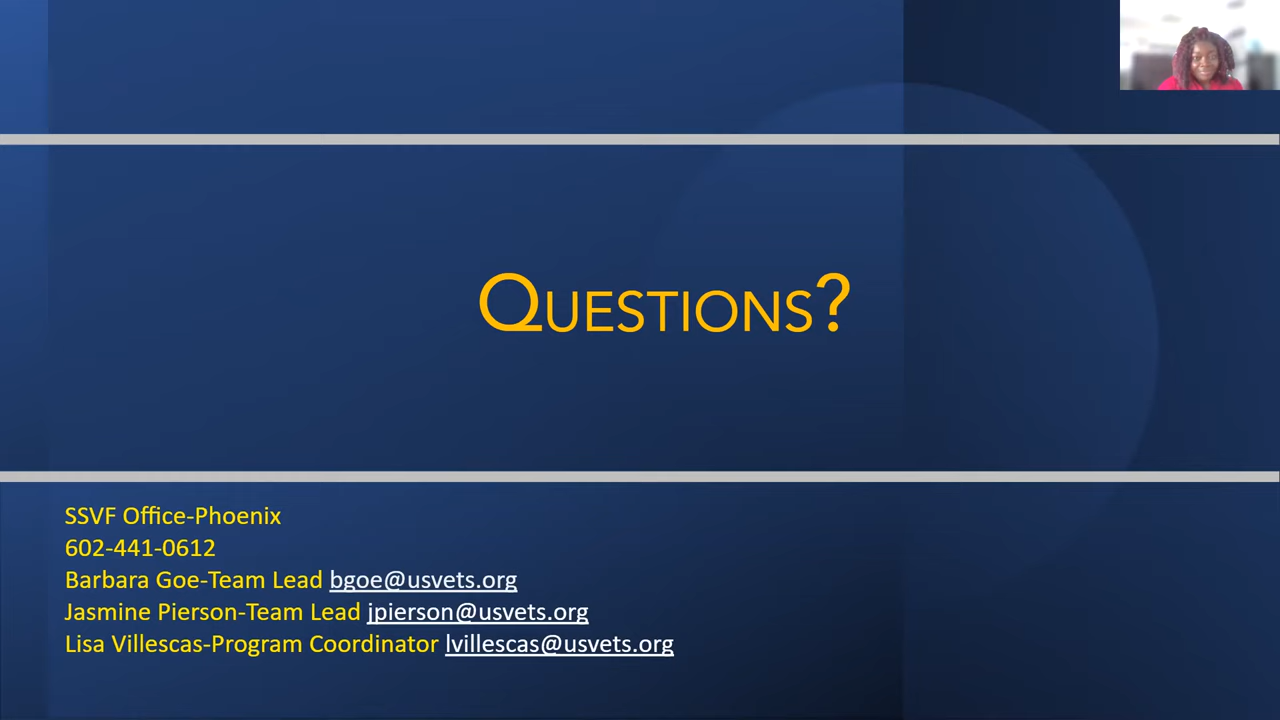 Questions?
SSVF Office-Phoenix
602-441-0612
Barbara Goe-Team Lead bgoe@usvets.org
Jasmine Pierson-Team Lead jpierson@usvets.org
Lisa Villescas-Program Coordinator lvillescas@usvets.org